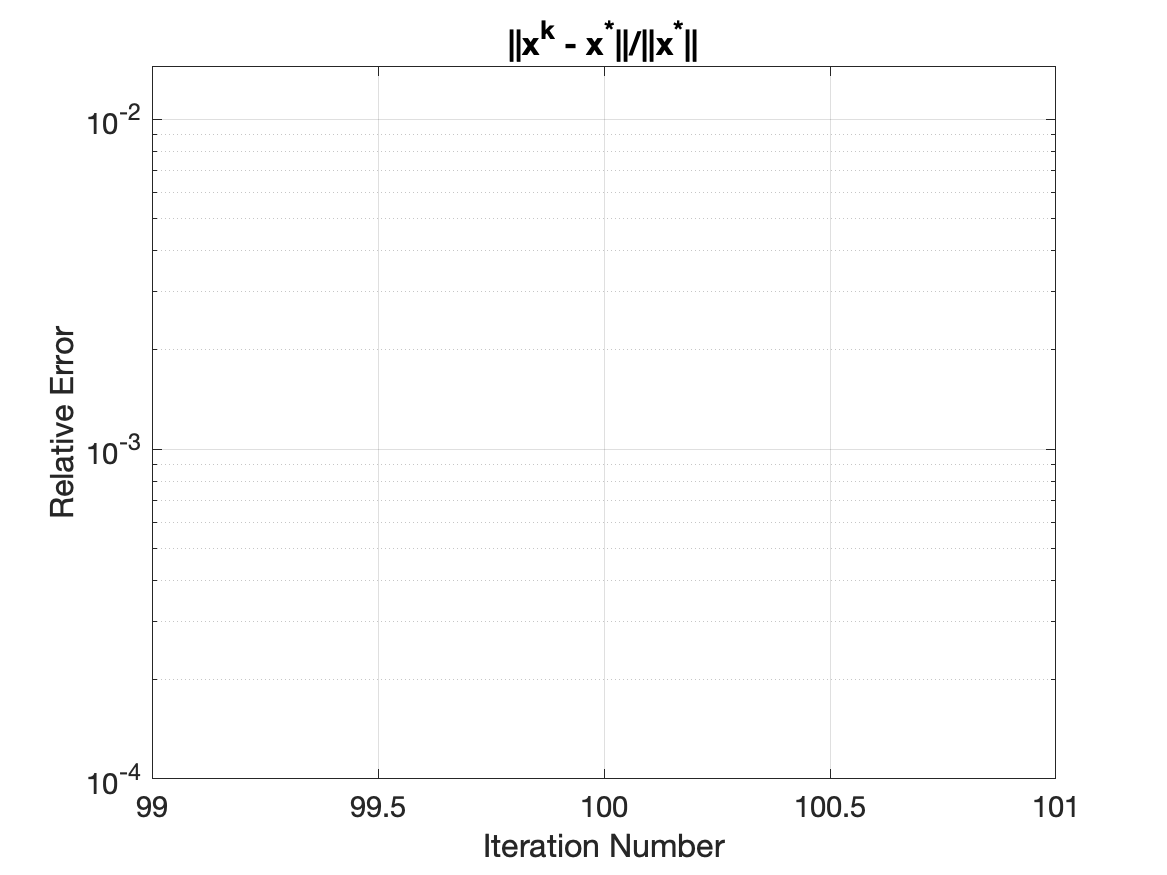 ||x^k - x^*||/||x^*||
10^-2
10^-3
10^-4
Relative Error
99 99.5 100 100.5 101
Iteration Number